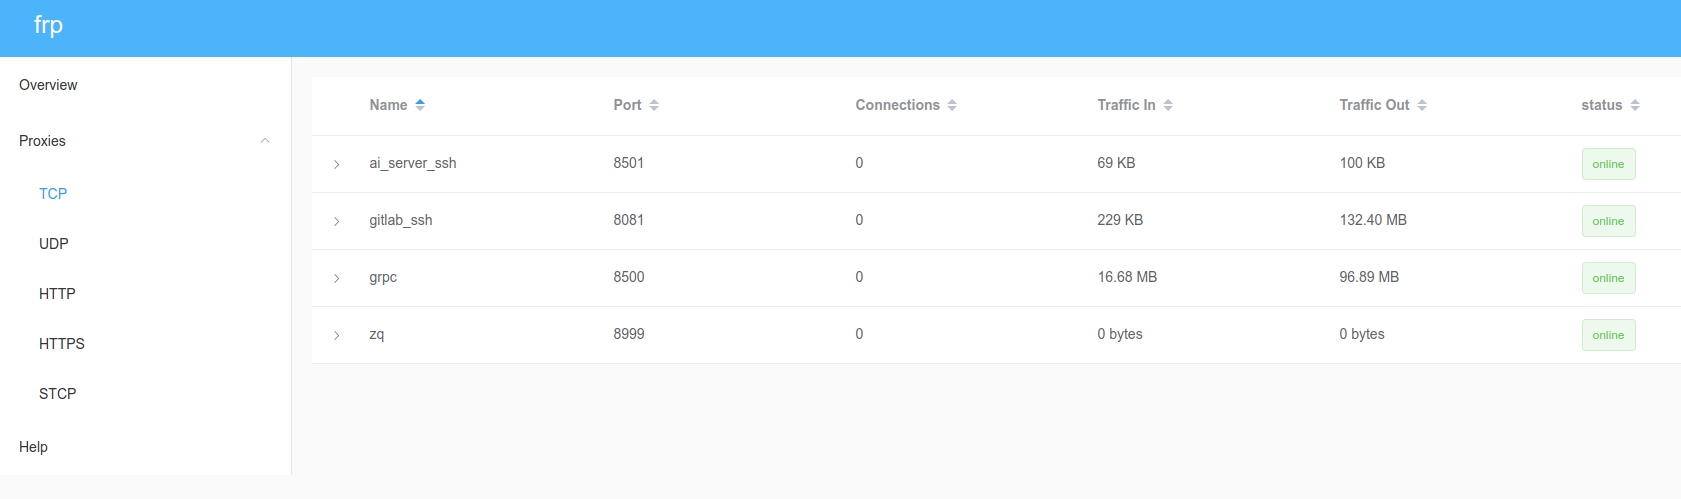 frp
Overview
Proxies
TCP
UDP
HTTP
HTTPS
STCP
Help
Name Port Connections Traffic In Traffic Out status
ai_server_ssh 8501 0 69 KB 100 KB online
gitlab_ssh 8081 0 229 KB 132.40 MB online
grpc 8500 0 16.68 MB 96.89 MB online
zq 8999 0 0 bytes 0 bytes online